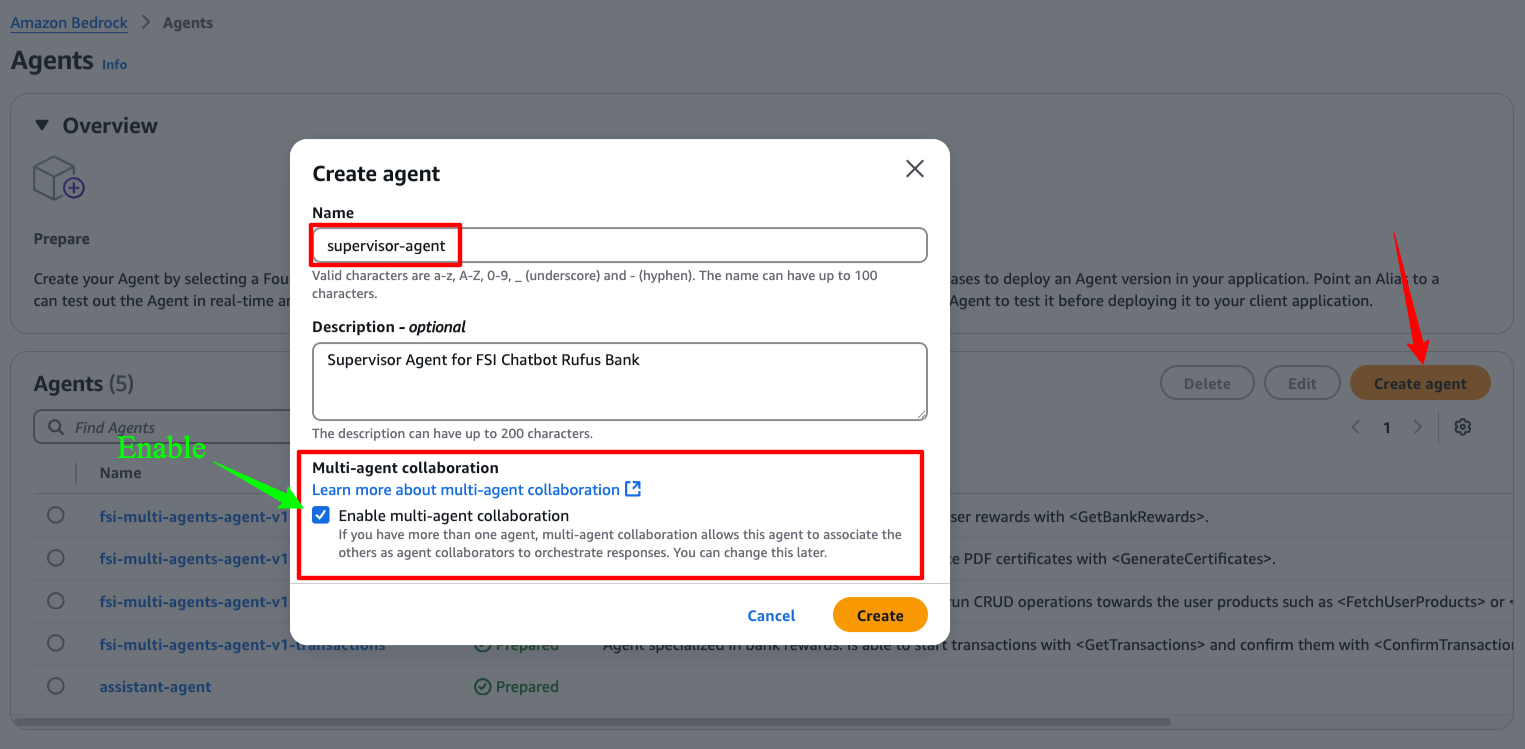 Amazon Bedrock > Agents
Agents Info
Overview
Prepare
Create your Agent by selecting a Fou
can test out the Agent in real-time
ases to deploy an Agent version in your application. Point an Alias to a
Agent to test it before deploying it to your client application.
Create agent
Name
supervisor-agent
Valid characters are a-z, A-Z, 0-9, _ (underscore) and - (hyphen). The name can have up to 100
characters.
Description - optional
Supervisor Agent for FSI Chatbot Rufus Bank
The description can have up to 200 characters.
Multi-agent collaboration
Learn more about multi-agent collaboration
Enable multi-agent collaboration
If you have more than one agent, multi-agent collaboration allows this agent to associate the
others as agent collaborators to orchestrate responses. You can change this later.
Cancel Create
Enable
Agents (5)
Delete Edit Create agent
Find Agents
1
Name
fsi-multi-agents-agent-v1
ser rewards with <GetBankRewards>.
fsi-multi-agents-agent-v1
PDF certificates with <GenerateCertificates>.
fsi-multi-agents-agent-v1
run CRUD operations towards the user products such as <FetchUserProducts> or <
fsi-multi-agents-agent-v1-transactions Prepared Agent specialized in bank rewards. Is able to start transactions with <GetTransactions> and confirm them with <ConfirmTransaction
assistant-agent Prepared